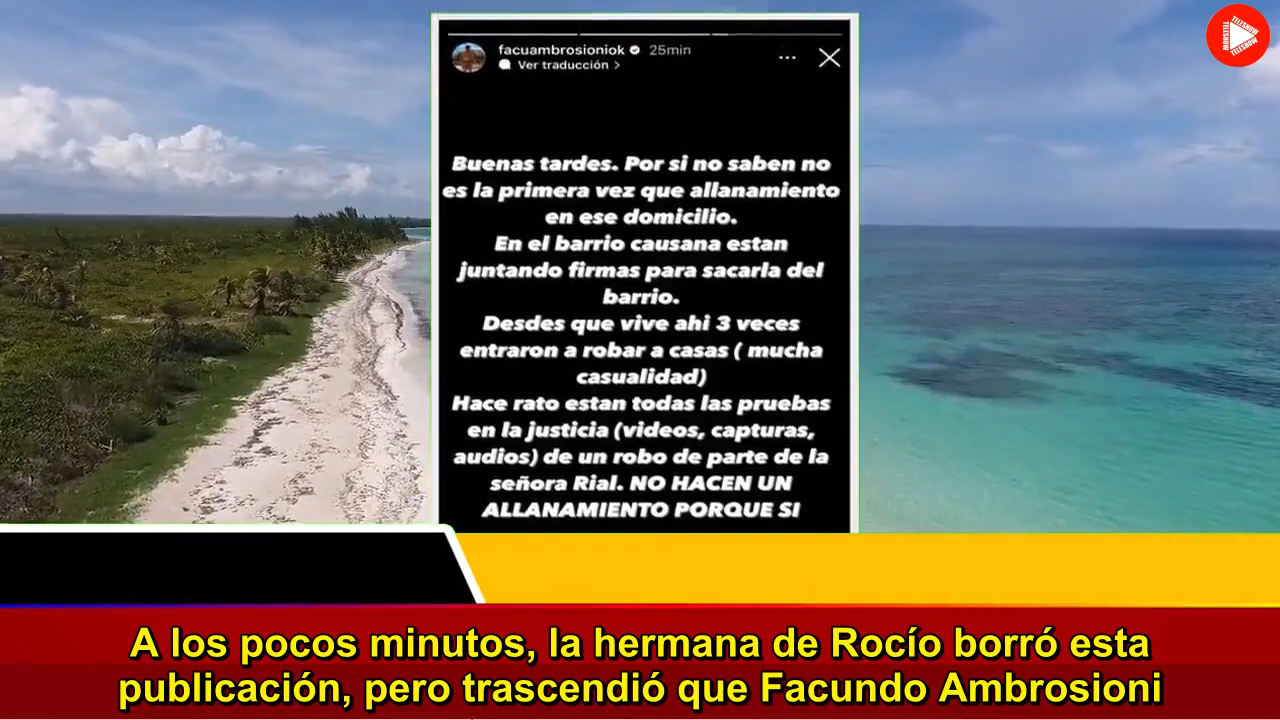 facuambrosioniok 25min
Ver traducción >
TELESHOW
TELESHOW
TELESHOW
Buenas tardes. Por si no saben no
es la primera vez que allanamiento
en ese domicilio.
En el barrio causana estan
juntando firmas para sacarla del
barrio.
Desdes que vive ahi 3 veces
entraron a robar a casas ( mucha
casualidad)
Hace rato estan todas las pruebas
en la justicia (videos, capturas,
audios) de un robo de parte de la
señora Rial. NO HACEN UN
ALLANAMIENTO PORQUE SI
A los pocos minutos, la hermana de Rocío borró esta
publicación, pero trascendió que Facundo Ambrosioni